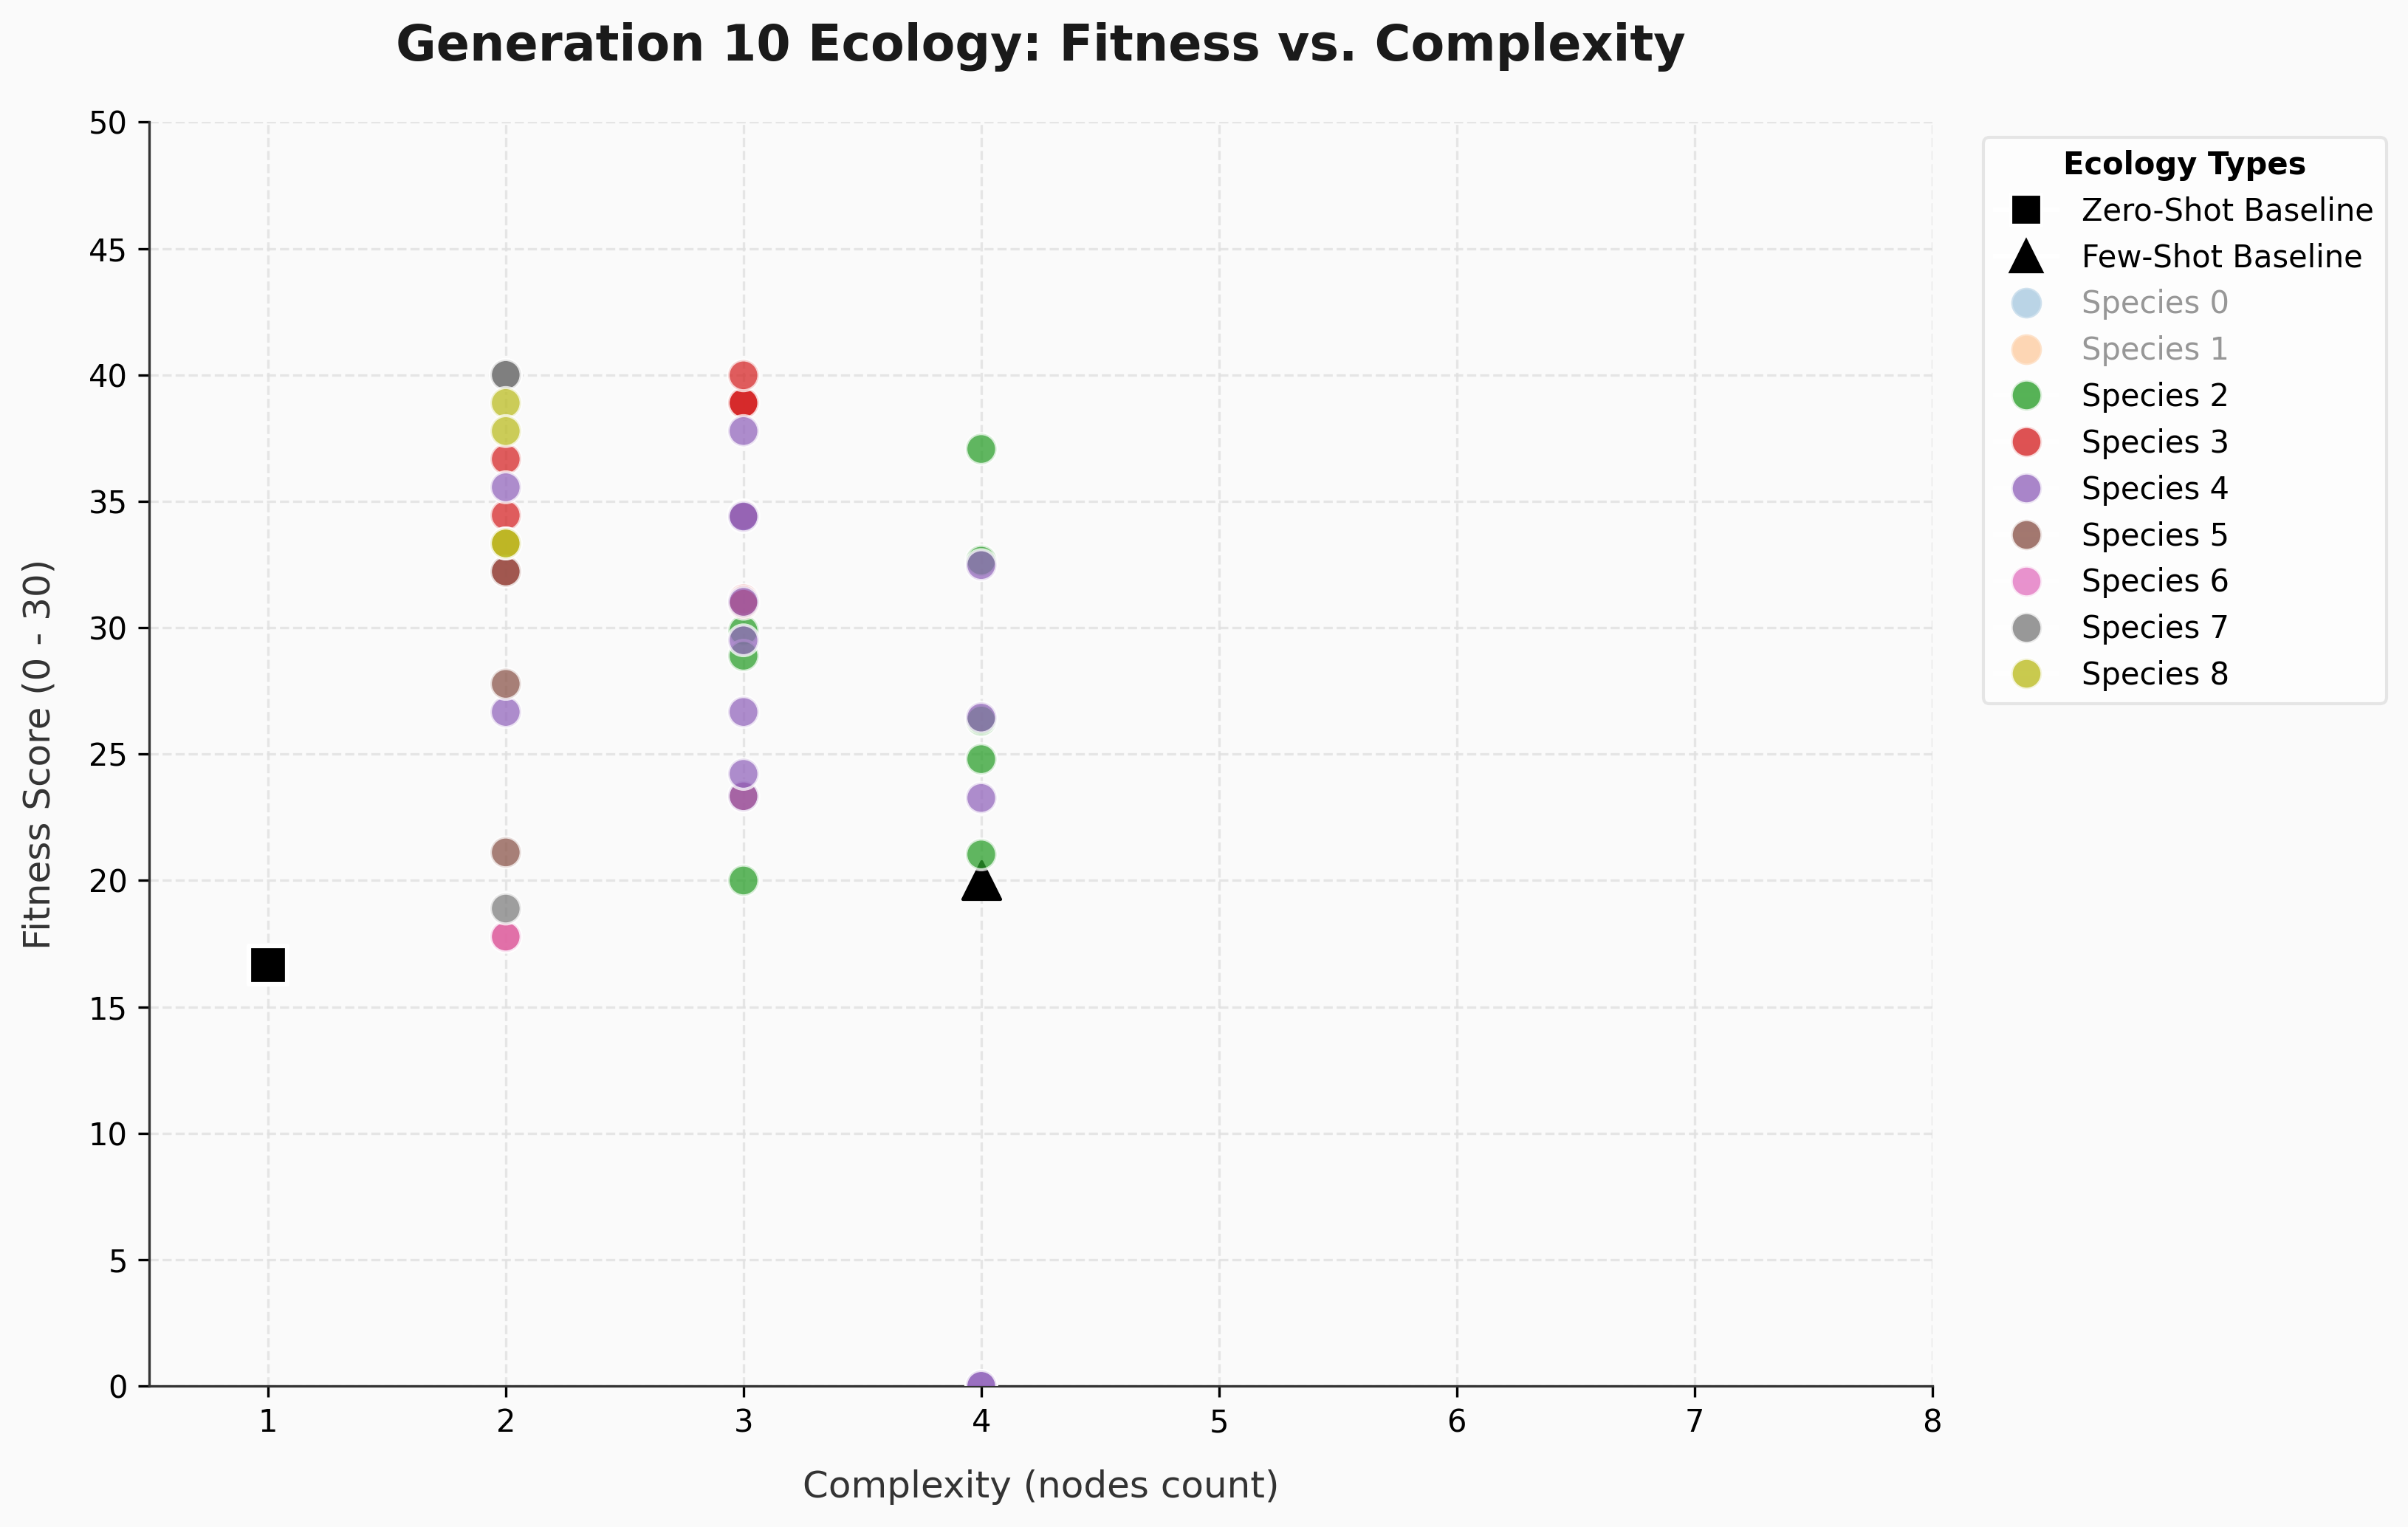 Generation 10 Ecology: Fitness vs. Complexity
50
45
40
35
30
25
20
15
10
5
0
Fitness Score (0 - 30)
1 2 3 4 5 6 7 8
Complexity (nodes count)
Ecology Types
Zero-Shot Baseline
Few-Shot Baseline
Species 0
Species 1
Species 2
Species 3
Species 4
Species 5
Species 6
Species 7
Species 8